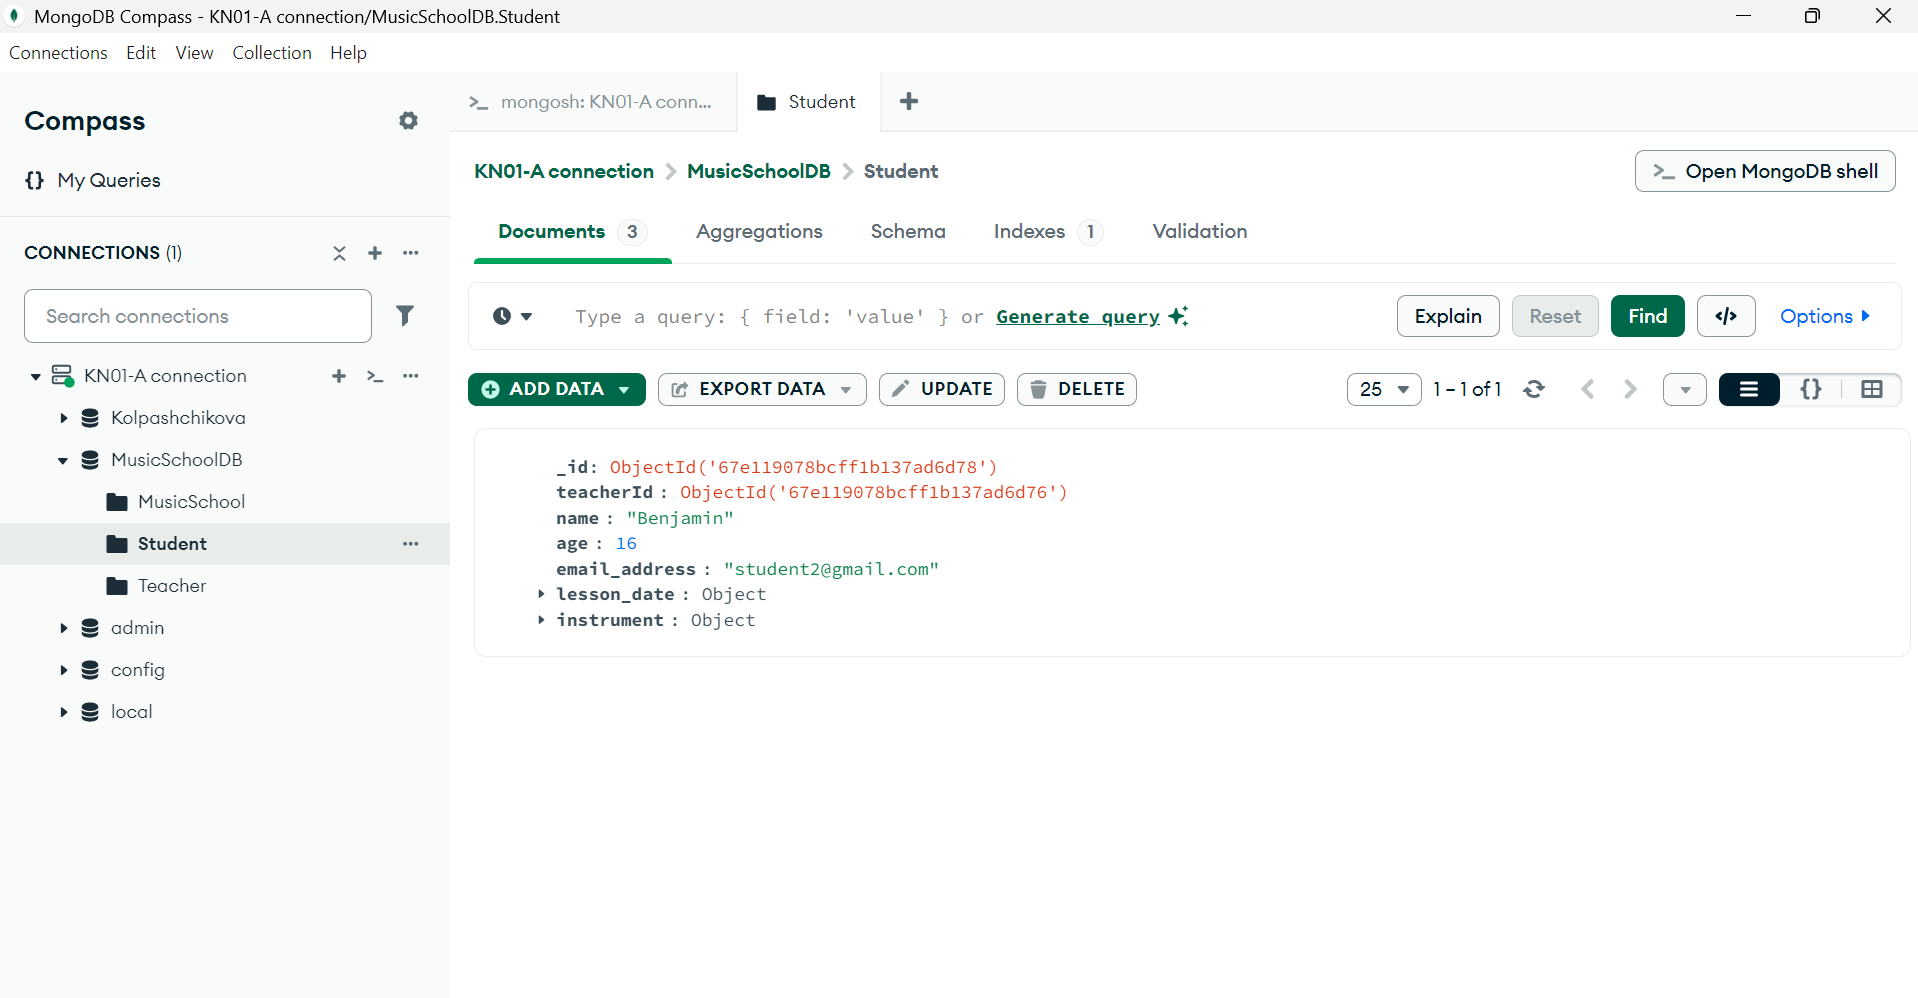 MongoDB Compass - KN01-A connection/MusicSchoolDB.Student
Connections Edit View Collection Help
Compass
{} My Queries
CONNECTIONS (1)
Search connections
KN01-A connection
Kolpashchikova
MusicSchoolDB
MusicSchool
Student
Teacher
admin
config
local
>_ mongosh: KN01-A conn...
Student
KN01-A connection > MusicSchoolDB > Student
>_ Open MongoDB shell
Documents 3 Aggregations Schema Indexes 1 Validation
Type a query: { field: 'value' } or Generate query
Explain Reset Find </> Options
ADD DATA EXPORT DATA UPDATE DELETE
25 1 – 1 of 1 {}
_id: ObjectId('67e119078bcff1b137ad6d78')
teacherId : ObjectId('67e119078bcff1b137ad6d76')
name : "Benjamin"
age : 16
email_address : "student2@gmail.com"
lesson_date : Object
instrument : Object